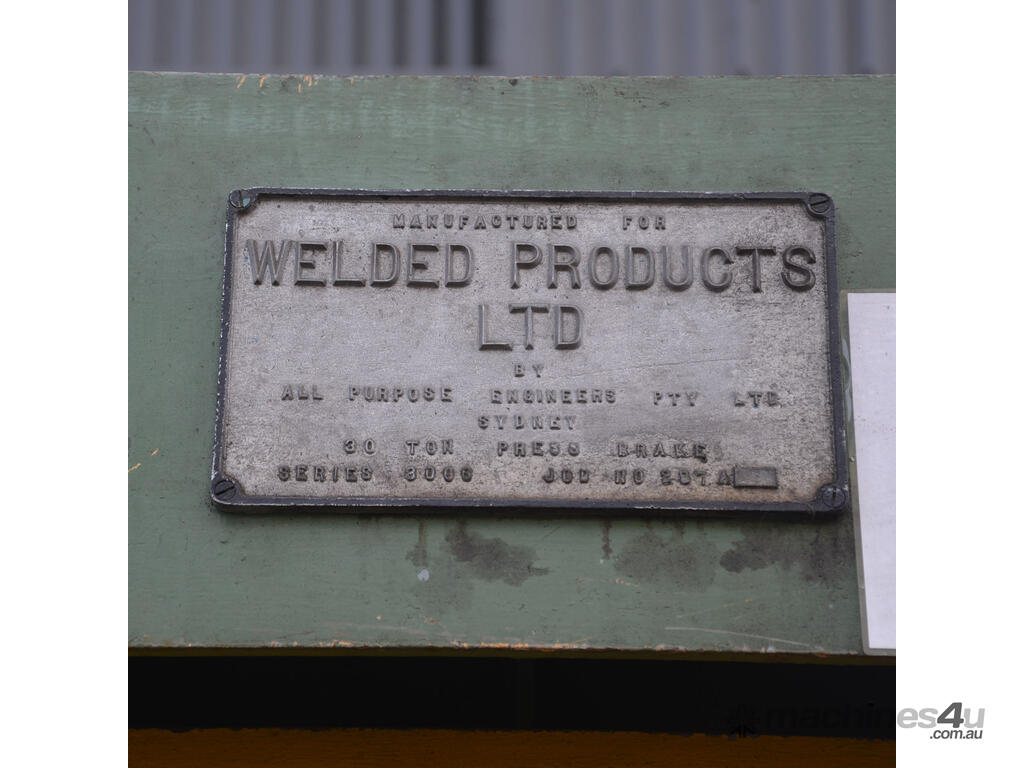 MANUFACTURED FOR
WELDED PRODUCTS
LTD
BY
ALL PURPOSE ENGINEERS PTY LTD
SYDNEY
30 TON PRESS BRAKE
SERIES JOB NO
machines4u
.com.au